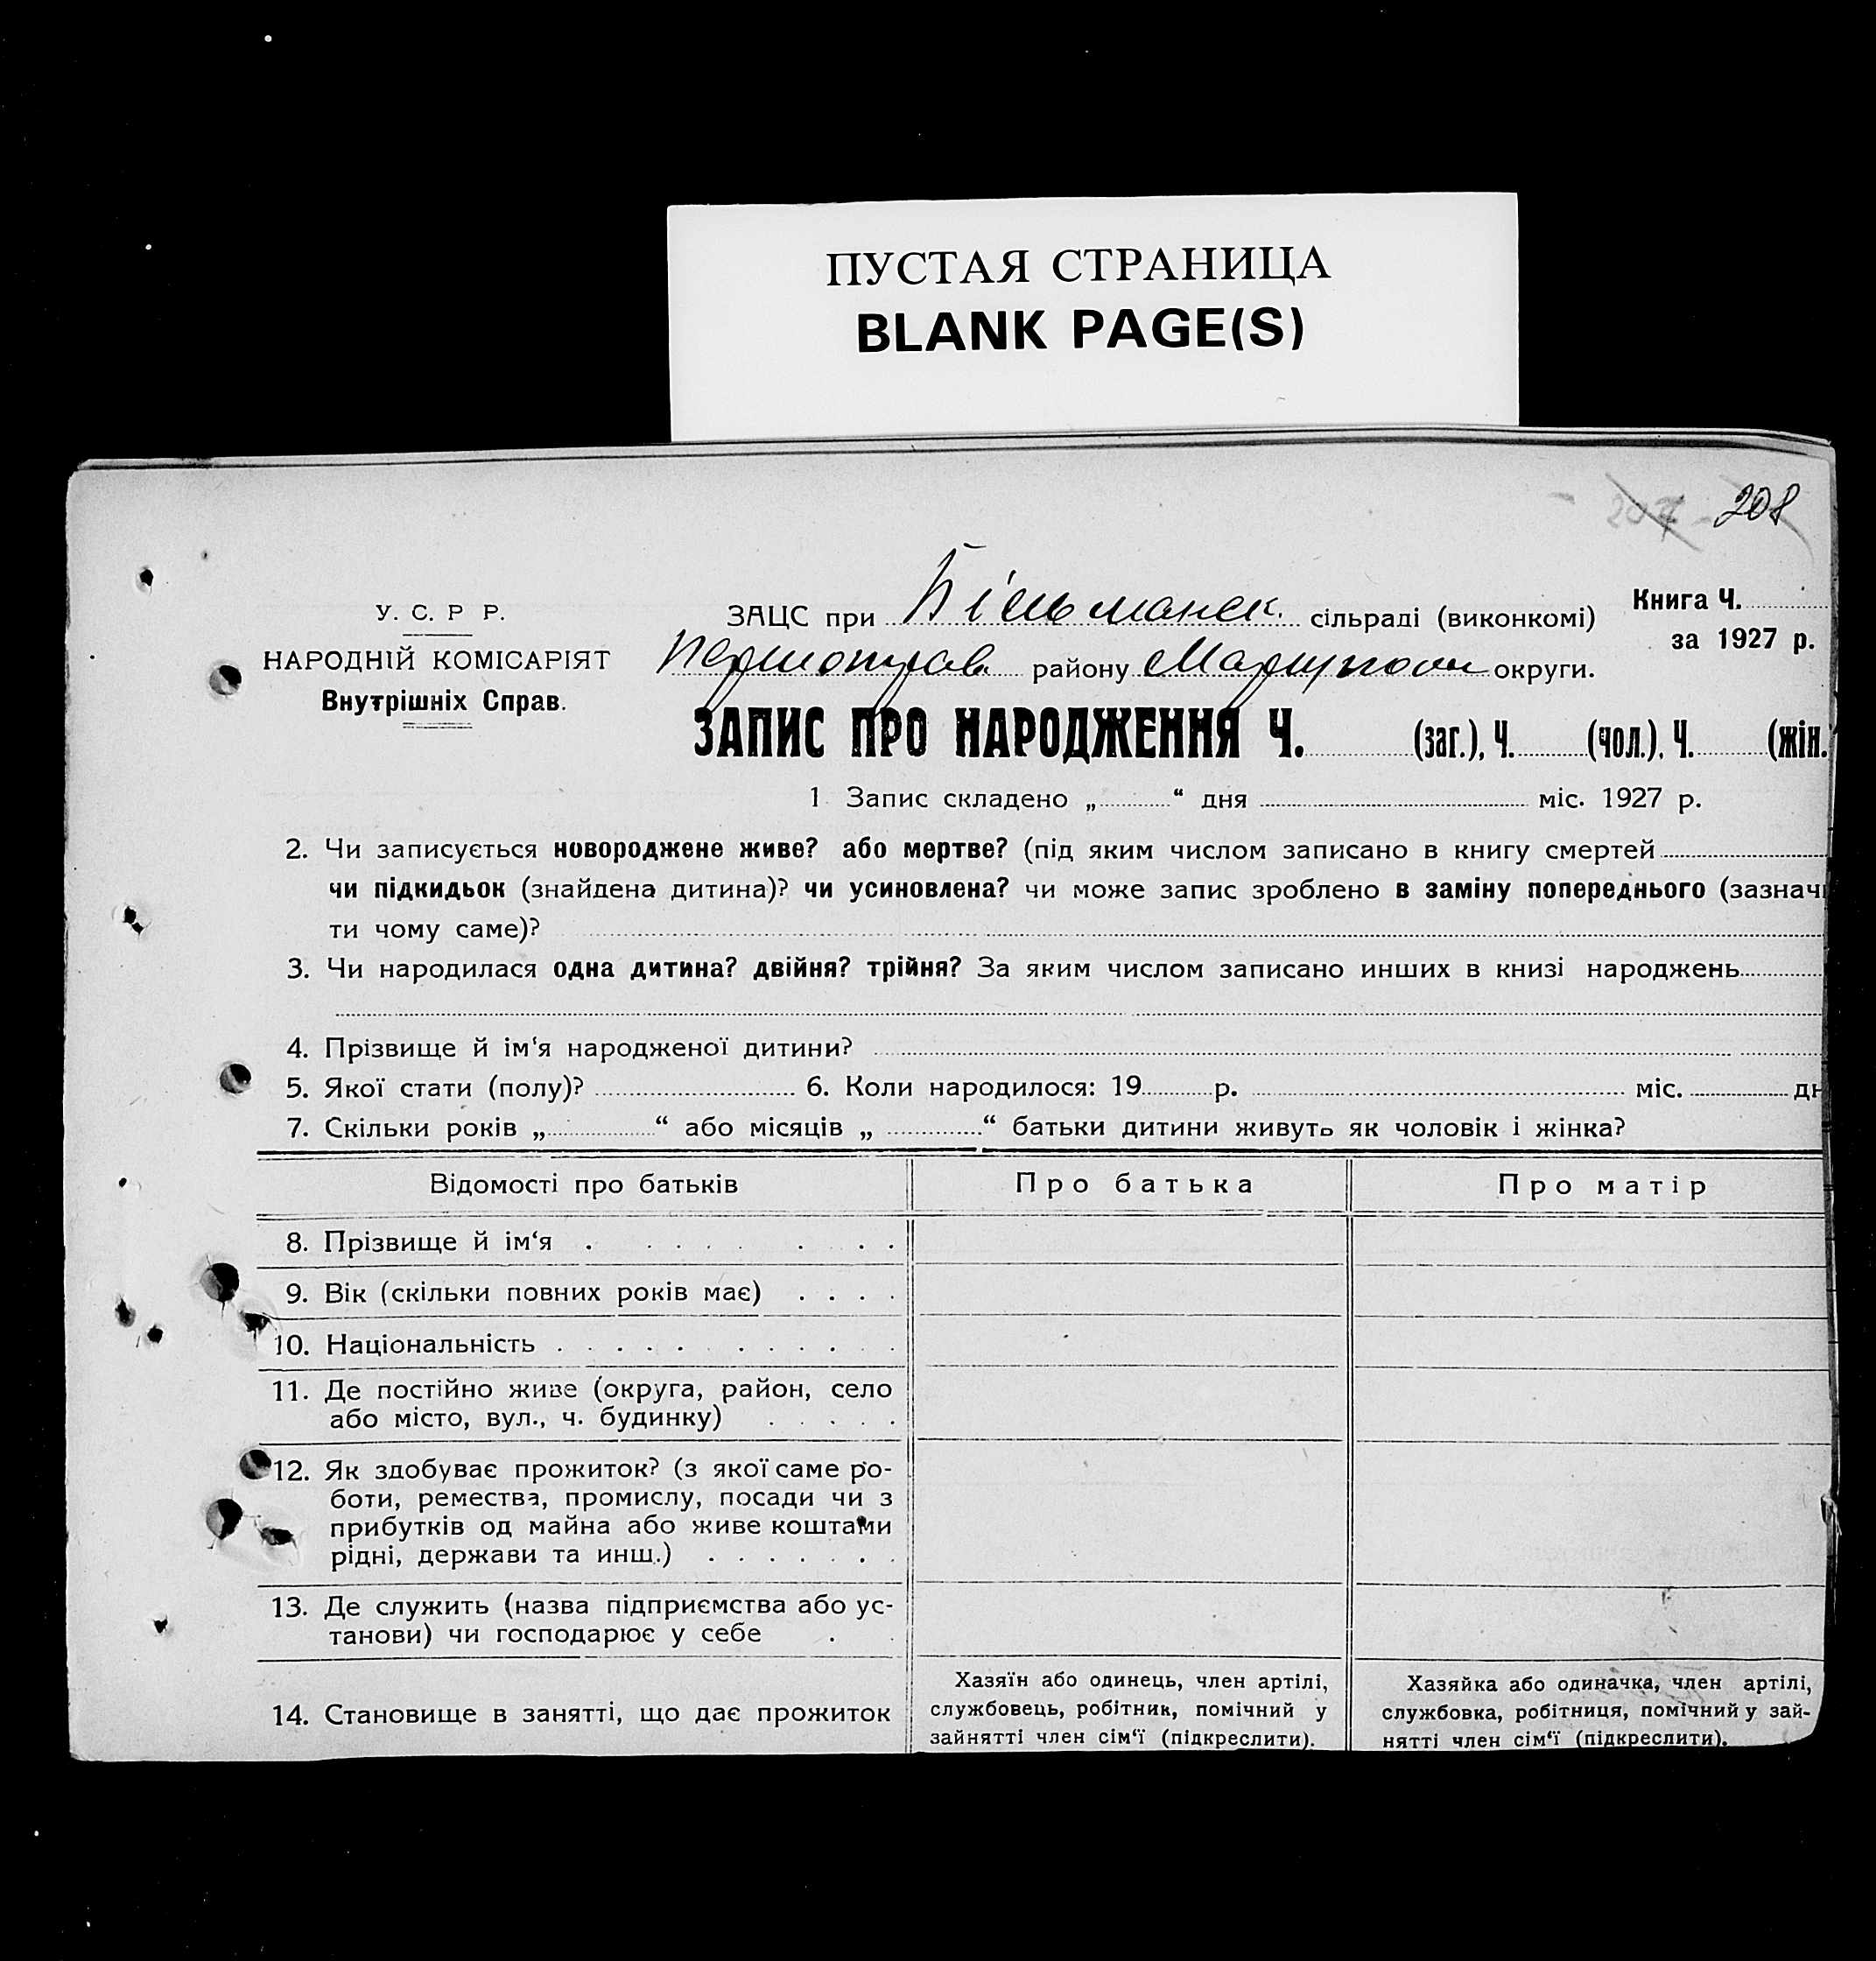 ПУСТАЯ СТРАНИЦА
BLANK PAGE(S)
207 208
У. С. Р Р.
НАРОДНІЙ КОМІСАРІЯТ
Внутрішніх Справ.
ЗАЦС при Більманск. сільраді (виконкомі)
Першотрав. району Маріупольск округи.
Книга Ч.
за 1927 р.
ЗАПИС ПРО НАРОДЖЕННЯ Ч. (заг.), Ч. (чол.), Ч. (жін.
1 Запис складено „ “ дня міс. 1927 р.
2. Чи записується новороджене живе? або мертве? (під яким числом записано в книгу смертей
чи підкидьок (знайдена дитина)? чи усиновлена? чи може запис зроблено в заміну попереднього (зазначи
ти чому саме)?
3. Чи народилася одна дитина? двійня? трійня? За яким числом записано инших в книзі народжень
4. Прізвище й ім‘я народженої дитини?
5. Якої стати (полу)? 6. Коли народилося: 19 р. міс. дн
7. Скільки років „ “ або місяців „ “ батьки дитини живуть як чоловік і жінка?
Відомості про батьків Про батька Про матір
8. Прізвище й ім‘я . . . . . . . . .
9. Вік (скільки повних років має) . . . .
10. Національність . . . . . . . . . . . .
11. Де постійно живе (округа, район, село
або місто, вул., ч. будинку) . . . . .
12. Як здобуває прожиток? (з якої саме ро-
боти, ремества, промислу, посади чи з
прибутків од майна або живе коштами
рідні, держави та инш.) . . . . . . .
13. Де служить (назва підприємства або ус-
танови) чи господарює у себе . .
14. Становище в занятті, що дає прожиток
Хазяїн або одинець, член артілі,
службовець, робітник, помічний у
зайнятті член сім‘ї (підкреслити).
Хазяйка або одиначка, член артілі,
службовка, робітниця, помічний у зай-
нятті член сім‘ї (підкреслити).